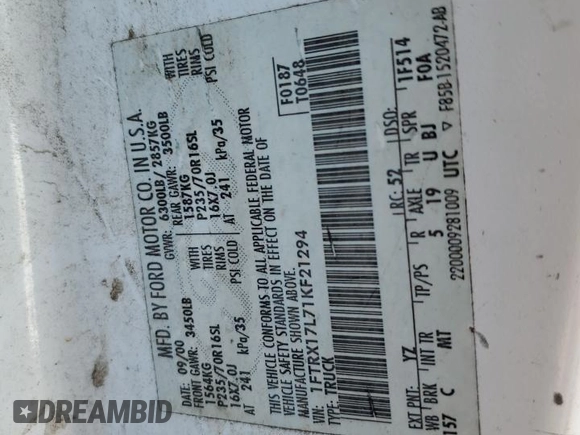 MFD. BY FORD MOTOR CO. IN U.S.A.
DATE: 09/00 GVWR: 6300LB/ 2857KG
FRONT GAWR: 3450LB REAR GAWR: 3500LB
1564KG WITH 1587KG WITH
P235/70R16SL TIRES P235/70R16SL TIRES
16X7.0J RIMS 16X7.0J RIMS
AT 241 kPa/35 PSI COLD AT 241 kPa/35 PSI COLD
THIS VEHICLE CONFORMS TO ALL APPLICABLE FEDERAL MOTOR
VEHICLE SAFETY STANDARDS IN EFFECT ON THE DATE OF
MANUFACTURE SHOWN ABOVE.
VIN: 1FTRX17L71KF21294
TYPE: TRUCK
F0187
T0648
EXT PNT: YZ RC: 52 DSO:
WB BRK INT TR TP/PS R AXLE TR SPR 1F514
157 C MT 5 19 U BJ F0A
2200009281009 UTC ▽ F85B-1520472-AB
DREAMBID